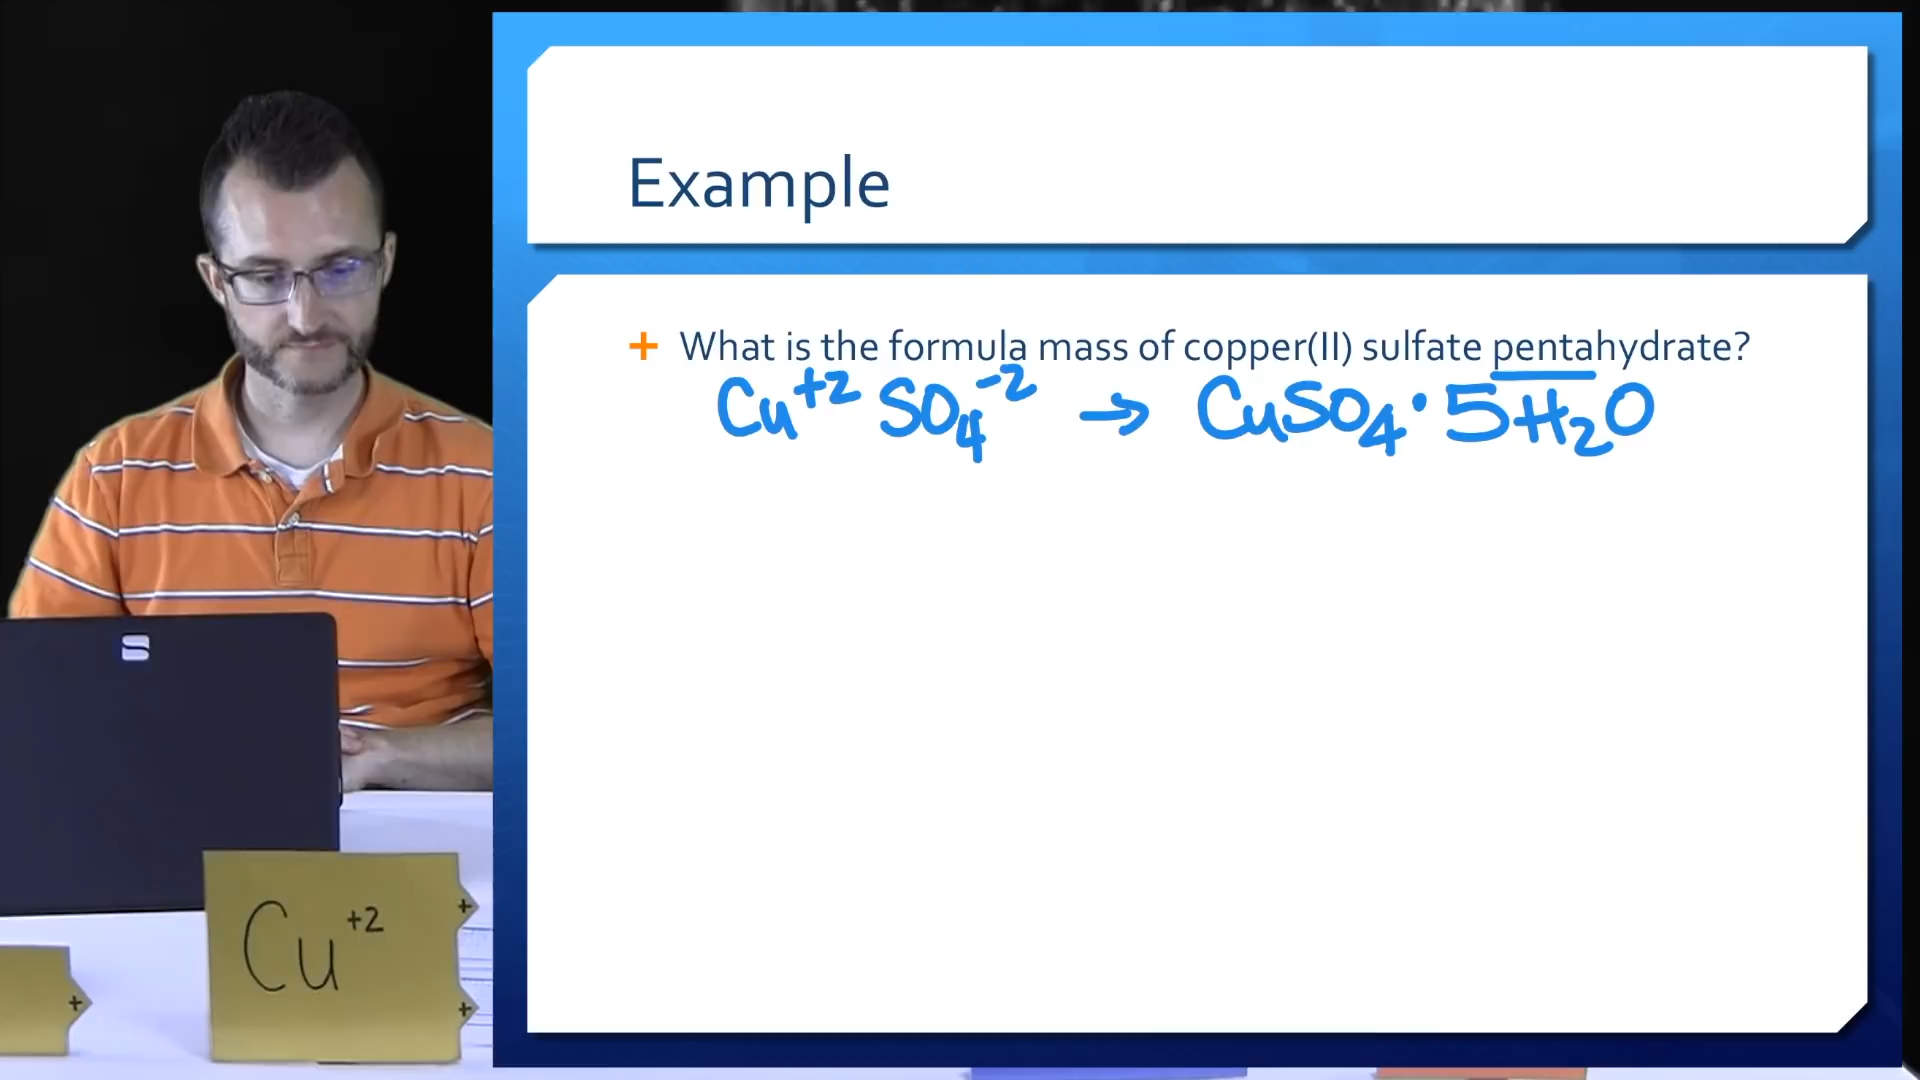 Example
+ What is the formula mass of copper(II) sulfate pentahydrate?
Cu⁺² SO₄⁻² → CuSO₄ · 5H₂O
Cu⁺²
+
+
+